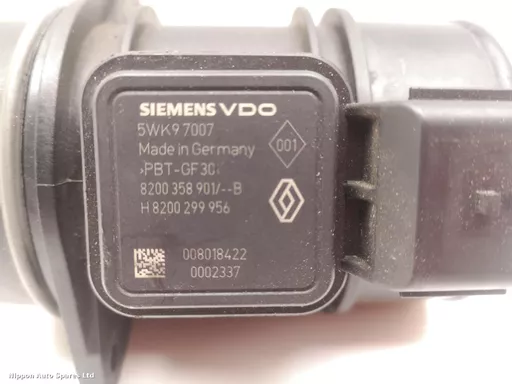 SIEMENS VDO
5WK9 7007
Made in Germany
001
>PBT-GF30<
8200 358 901/--B
H 8200 299 956
008018422
0002337
Nippon Auto Spares Ltd